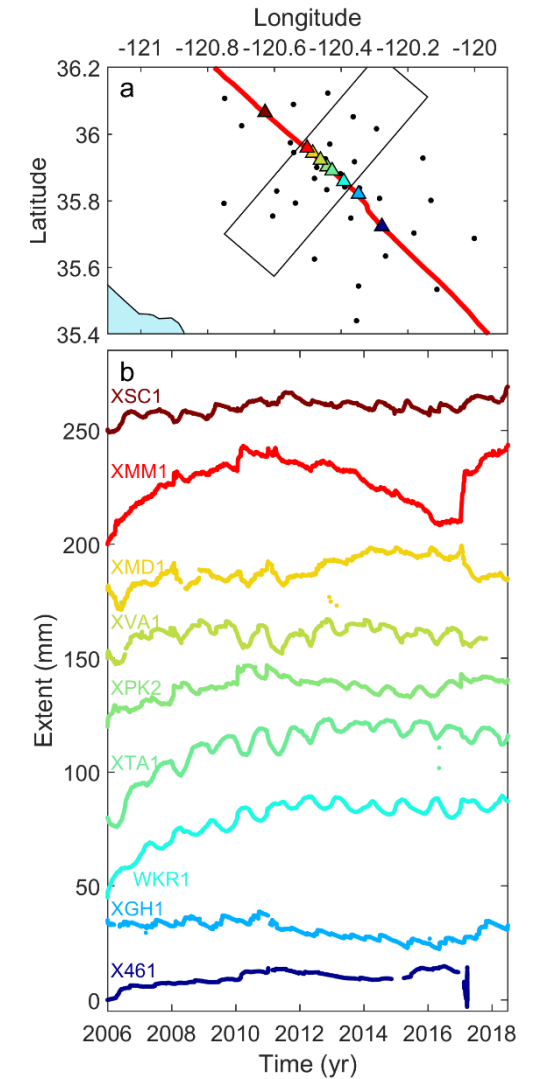 Longitude
-121 -120.8 -120.6 -120.4 -120.2 -120
36.2
a
36
Latitude
35.8
35.6
35.4
b
XSC1
250
XMM1
200
XMD1
XVA1
150
XPK2
Extent (mm)
XTA1
100
WKR1
50
XGH1
X461
0
2006 2008 2010 2012 2014 2016 2018
Time (yr)